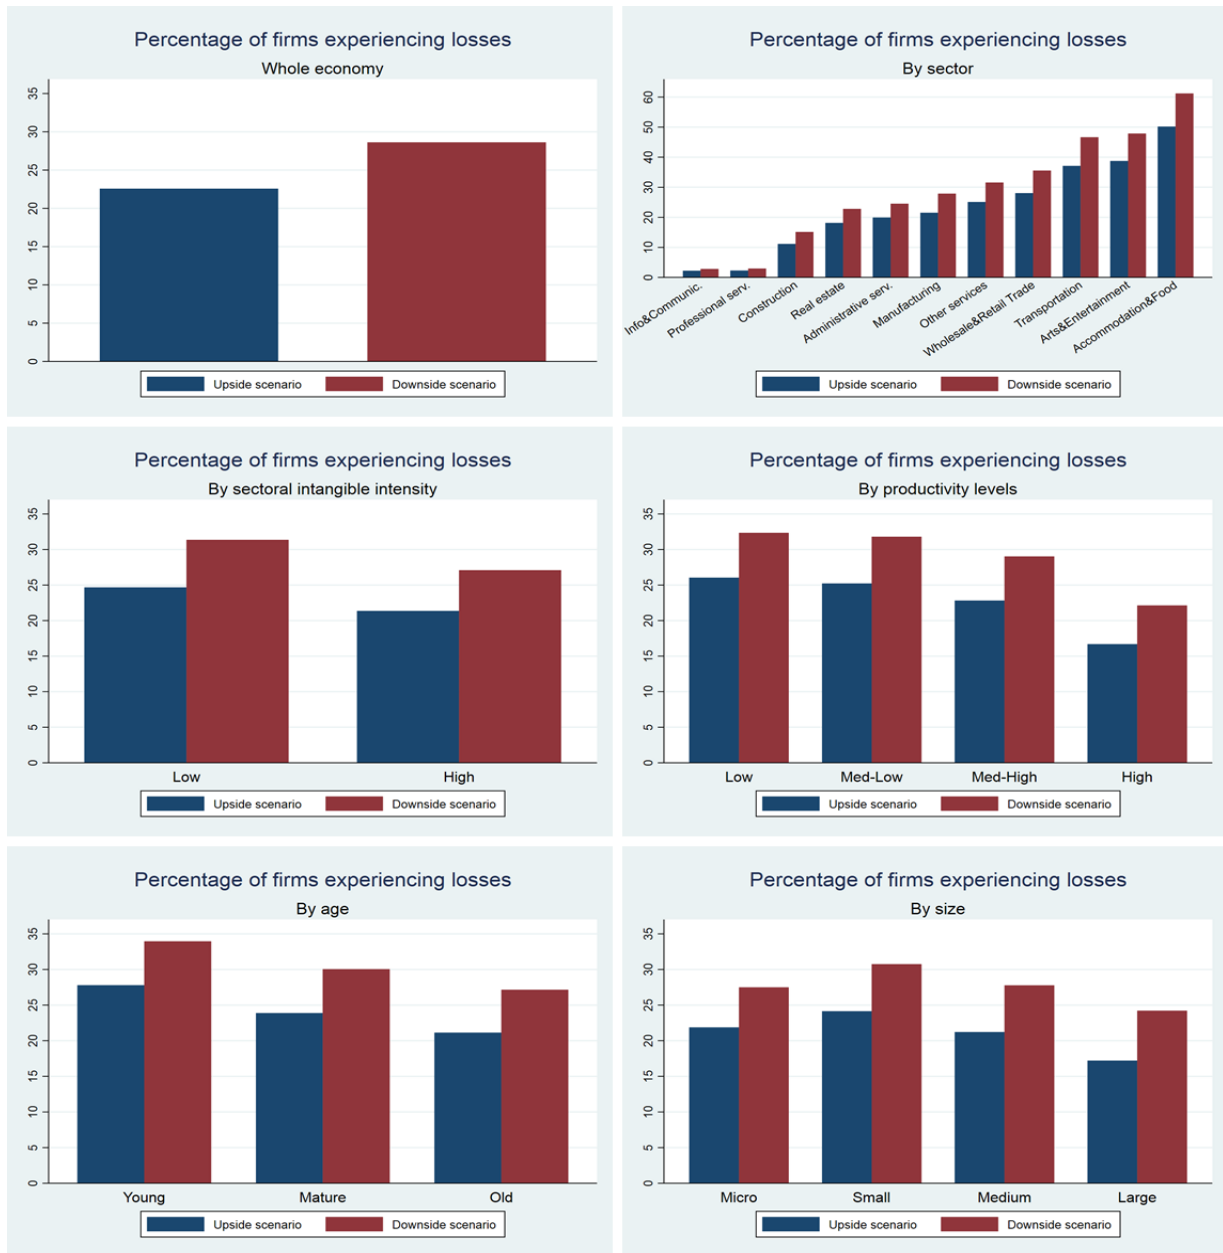 Percentage of firms experiencing losses
Whole economy
35
30
25
20
15
10
5
0
Upside scenario Downside scenario
Percentage of firms experiencing losses
By sector
60
50
40
30
20
10
0
Info&Communic.
Professional serv.
Construction
Real estate
Administrative serv.
Manufacturing
Other services
Wholesale&Retail Trade
Transportation
Arts&Entertainment
Accommodation&Food
Upside scenario Downside scenario
Percentage of firms experiencing losses
By sectoral intangible intensity
35
30
25
20
15
10
5
0
Low High
Upside scenario Downside scenario
Percentage of firms experiencing losses
By productivity levels
35
30
25
20
15
10
5
0
Low Med-Low Med-High High
Upside scenario Downside scenario
Percentage of firms experiencing losses
By age
35
30
25
20
15
10
5
0
Young Mature Old
Upside scenario Downside scenario
Percentage of firms experiencing losses
By size
35
30
25
20
15
10
5
0
Micro Small Medium Large
Upside scenario Downside scenario